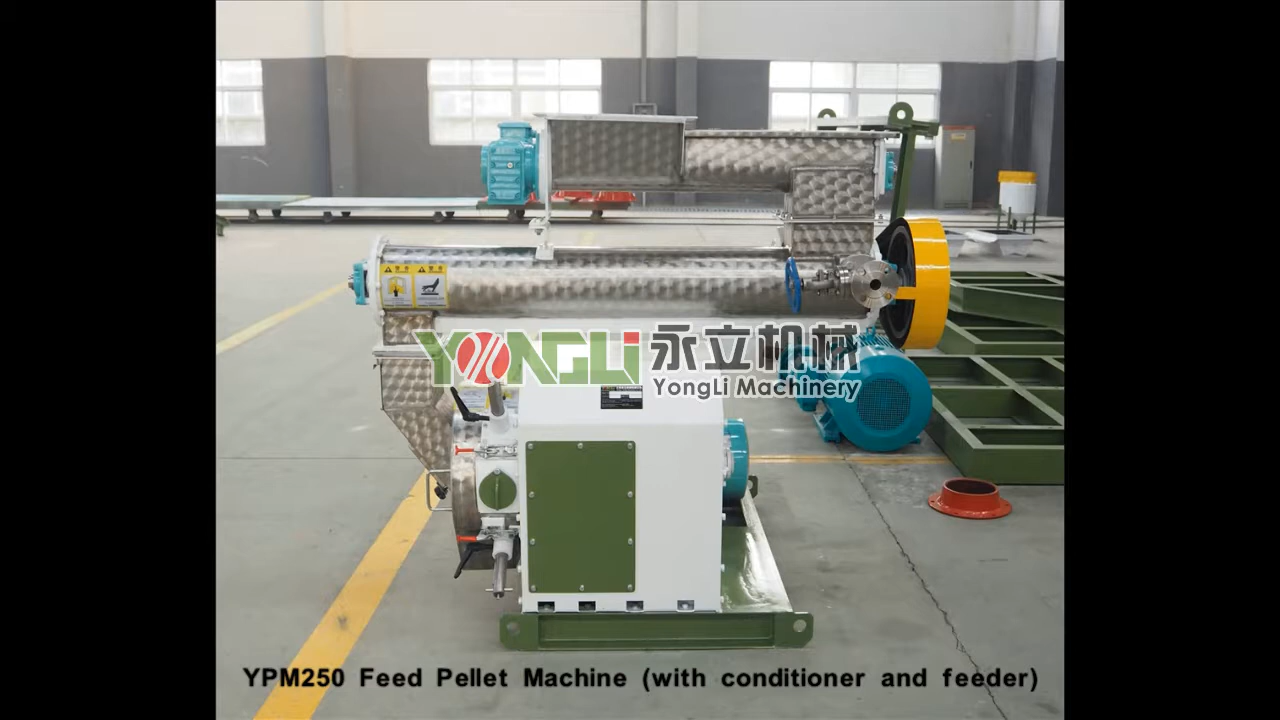 YONGLI 永立机械
YongLi Machinery
YPM250 Feed Pellet Machine (with conditioner and feeder)